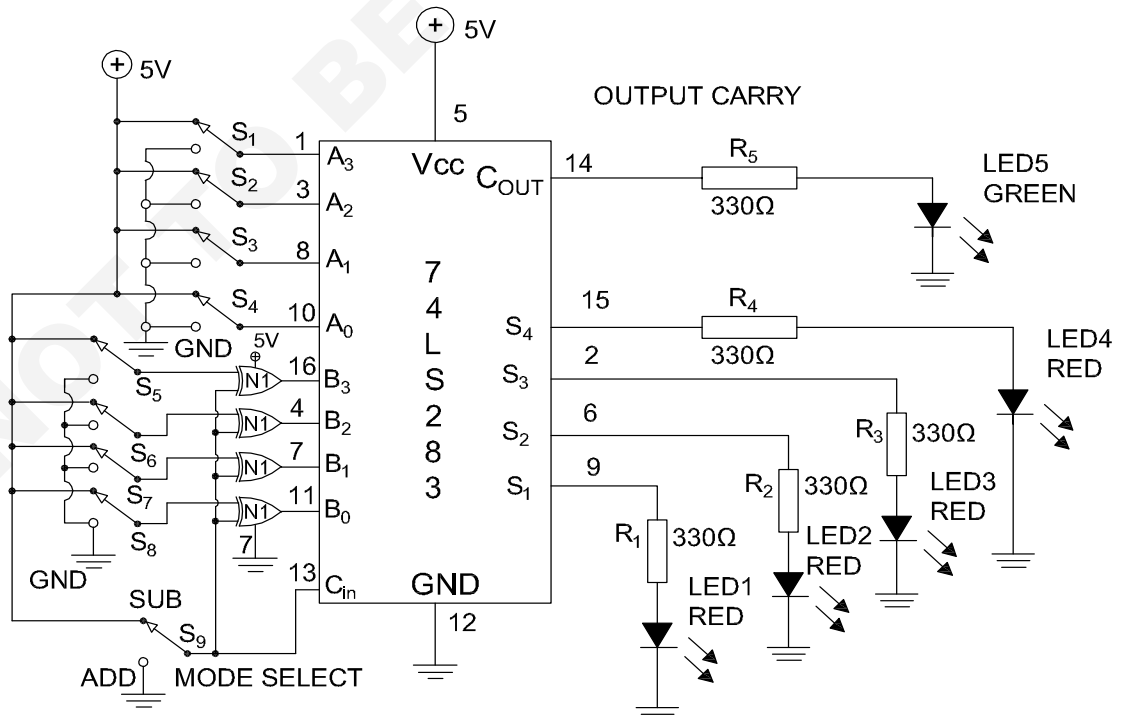 NOT TO BE
5V
5V
OUTPUT CARRY
5
S1
1
A3
Vcc
COUT
14
R5
330Ω
LED5
GREEN
S2
3
A2
S3
8
A1
S4
10
A0
GND
7
4
L
S
2
8
3
15
S4
R4
330Ω
LED4
RED
2
S3
R3
330Ω
LED3
RED
6
S2
R2
330Ω
LED2
RED
9
S1
R1
330Ω
LED1
RED
5V
S5
N1
16
B3
S6
N1
4
B2
S7
N1
7
B1
S8
N1
11
B0
7
GND
13
Cin
GND
12
SUB
S9
ADD
MODE SELECT